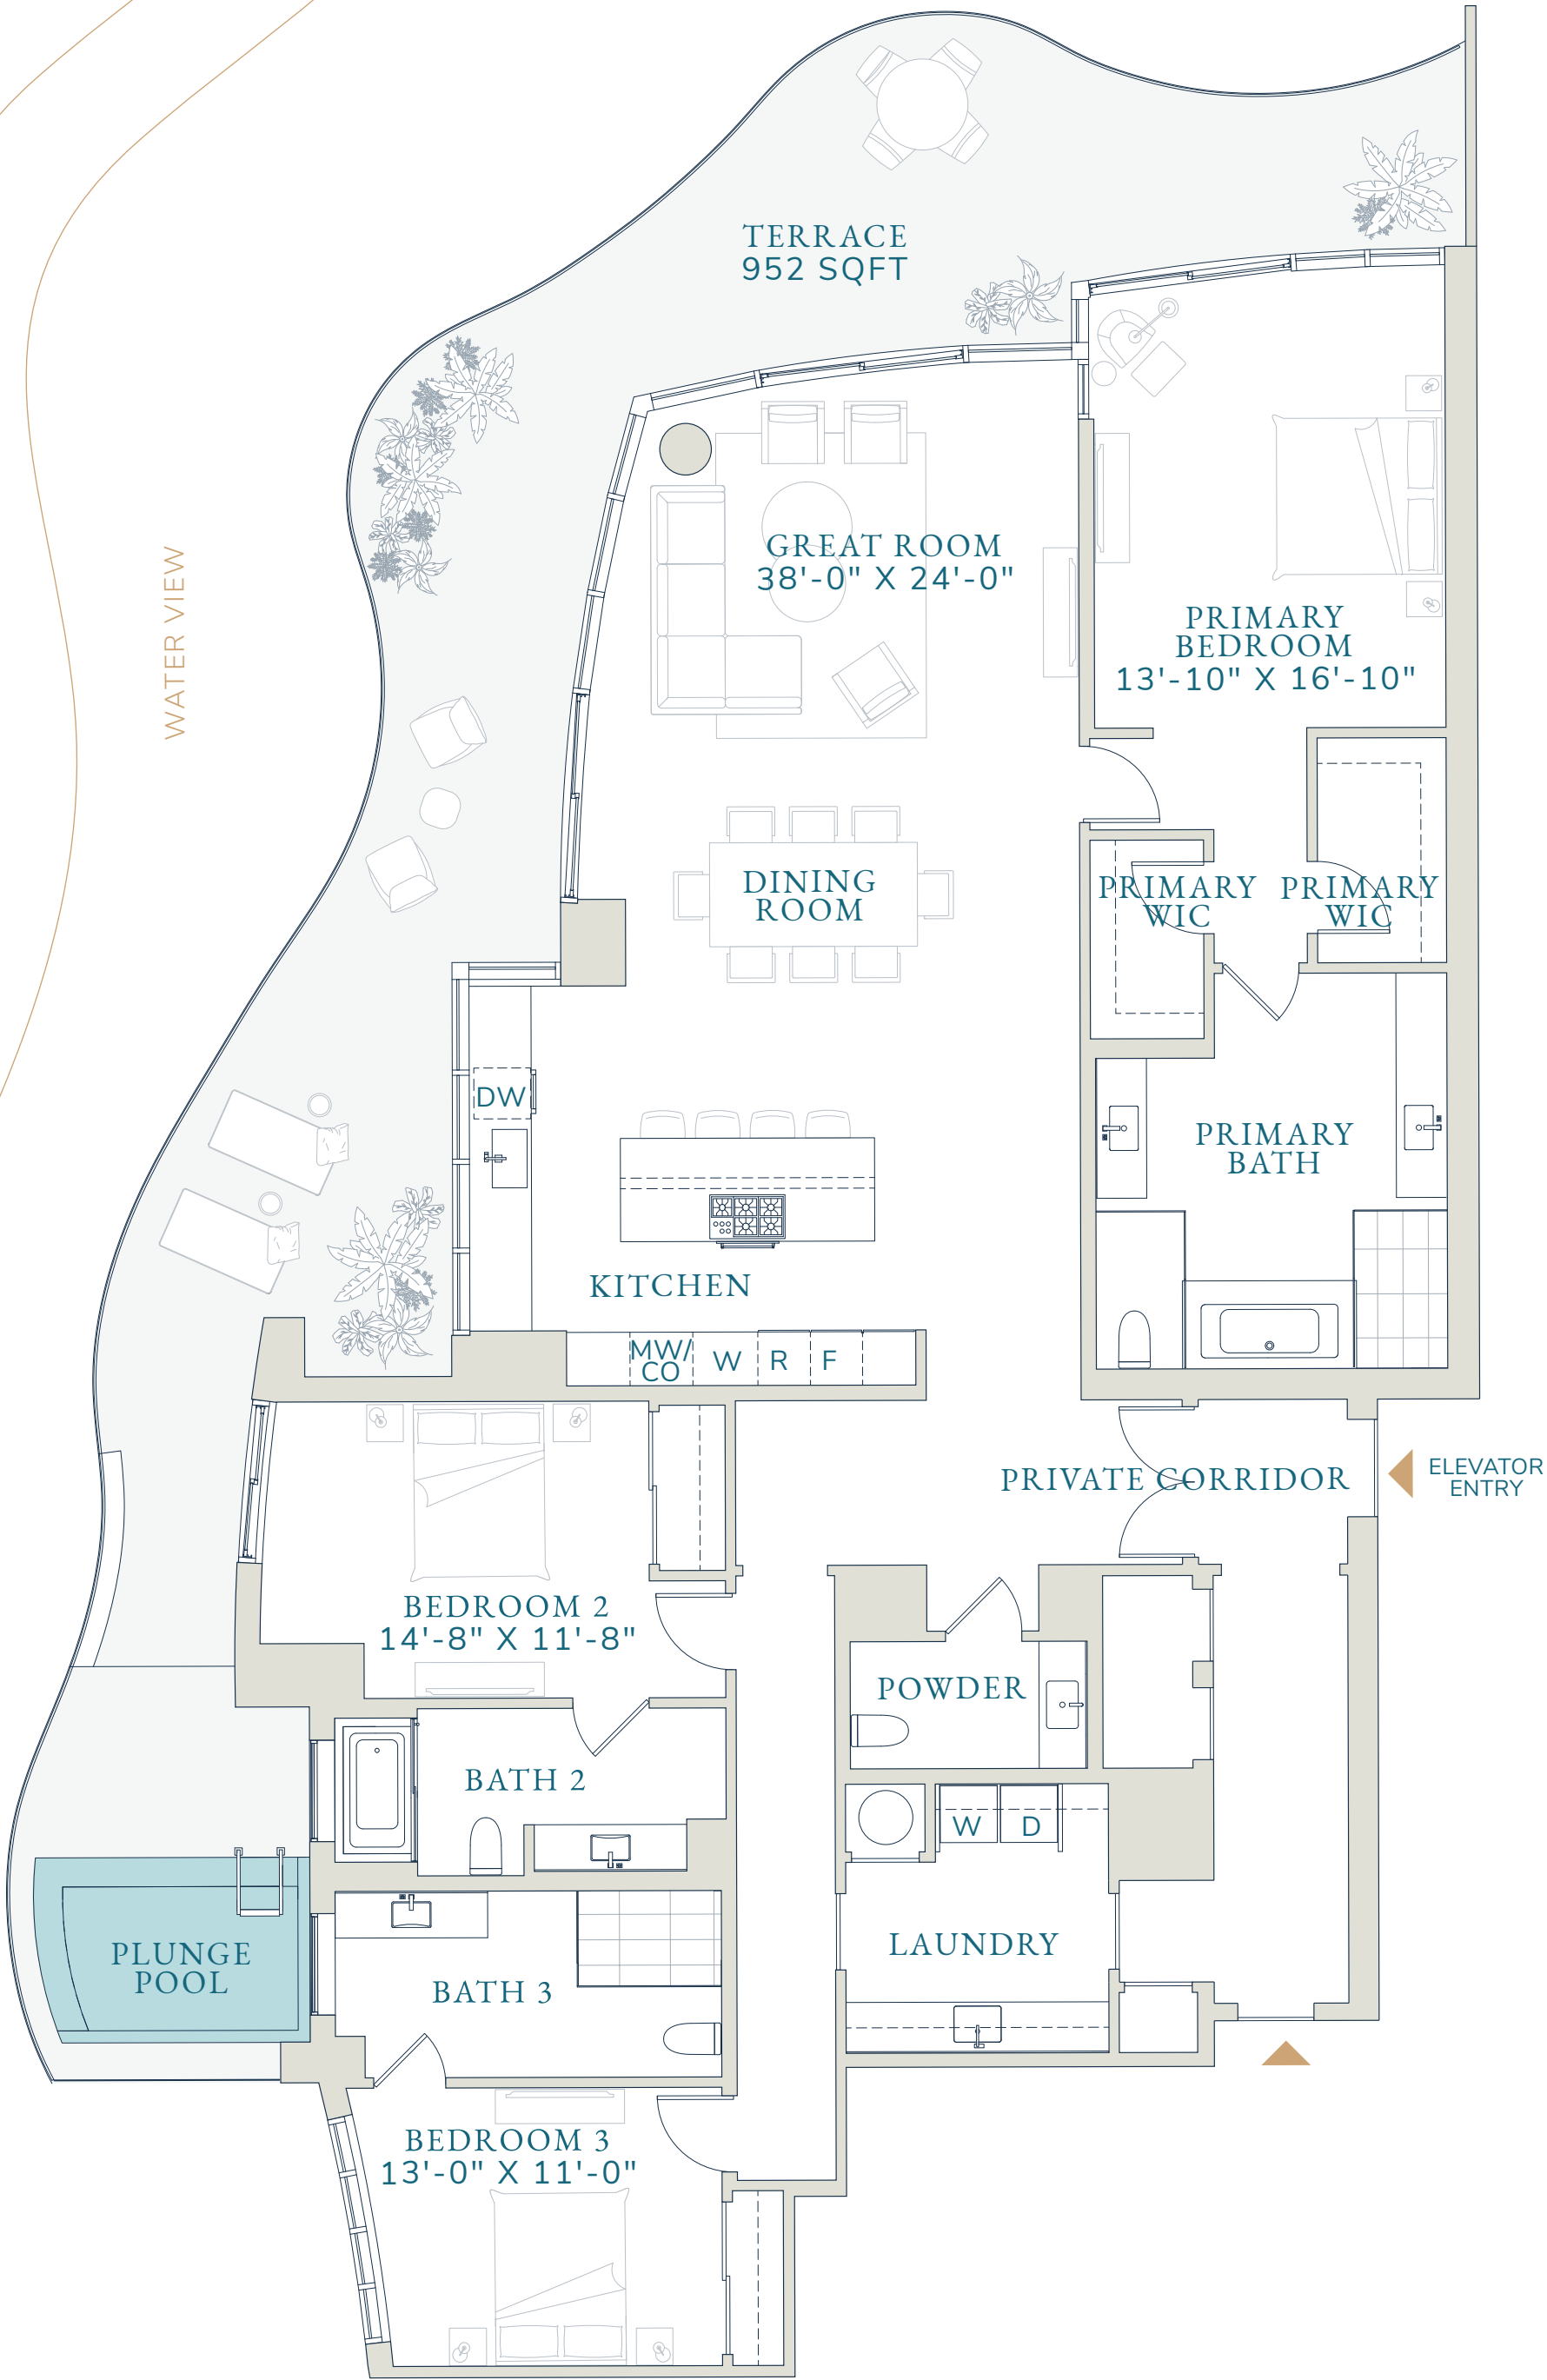 TERRACE
952 SQFT
WATER VIEW
GREAT ROOM
38'-0" X 24'-0"
PRIMARY
BEDROOM
13'-10" X 16'-10"
DINING
ROOM
PRIMARY
WIC
PRIMARY
WIC
DW
PRIMARY
BATH
KITCHEN
MW/
CO
W
R
F
PRIVATE CORRIDOR
ELEVATOR
ENTRY
BEDROOM 2
14'-8" X 11'-8"
POWDER
BATH 2
W
D
PLUNGE
POOL
LAUNDRY
BATH 3
BEDROOM 3
13'-0" X 11'-0"